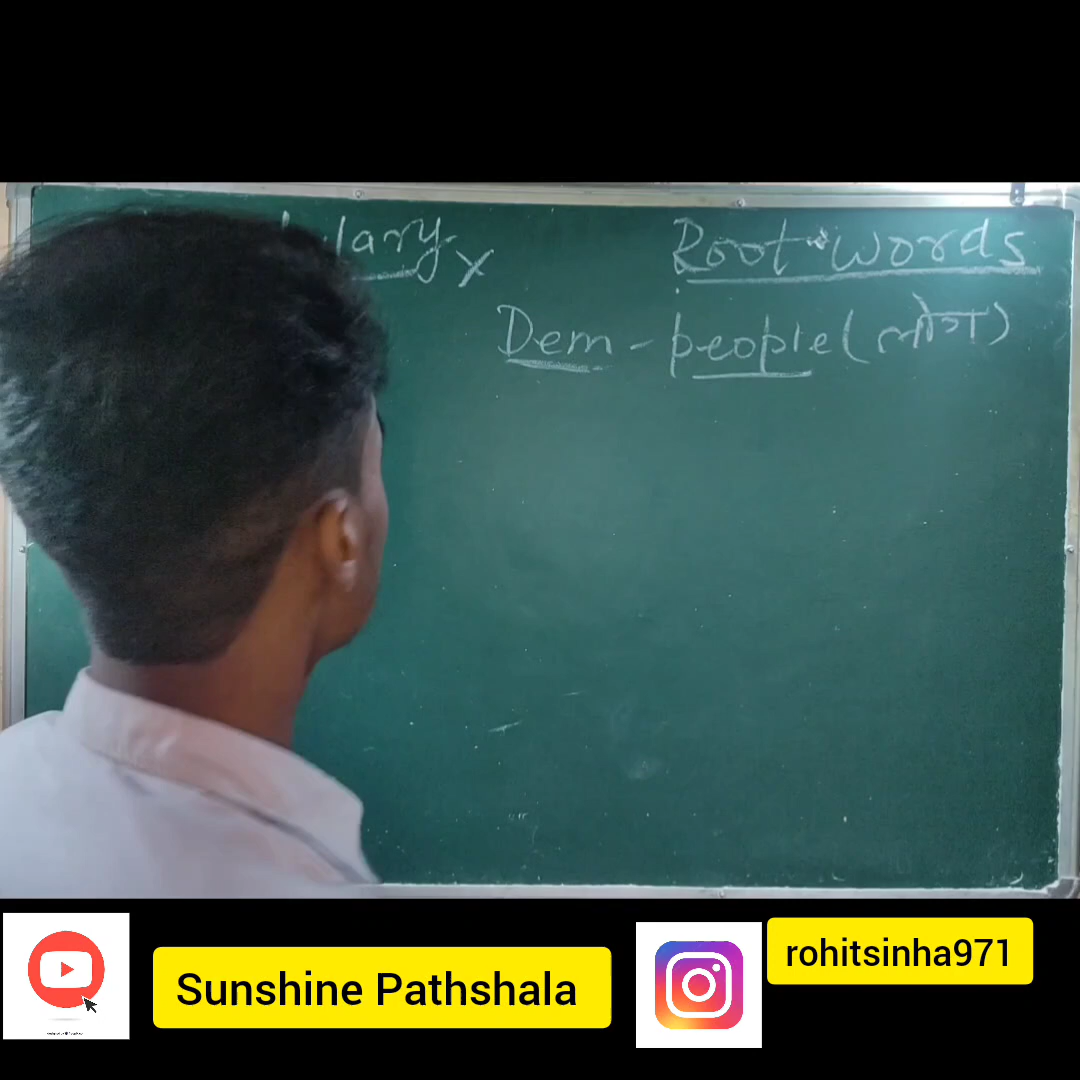 Root words
Dem - people (लोग)
Sunshine Pathshala
rohitsinha971